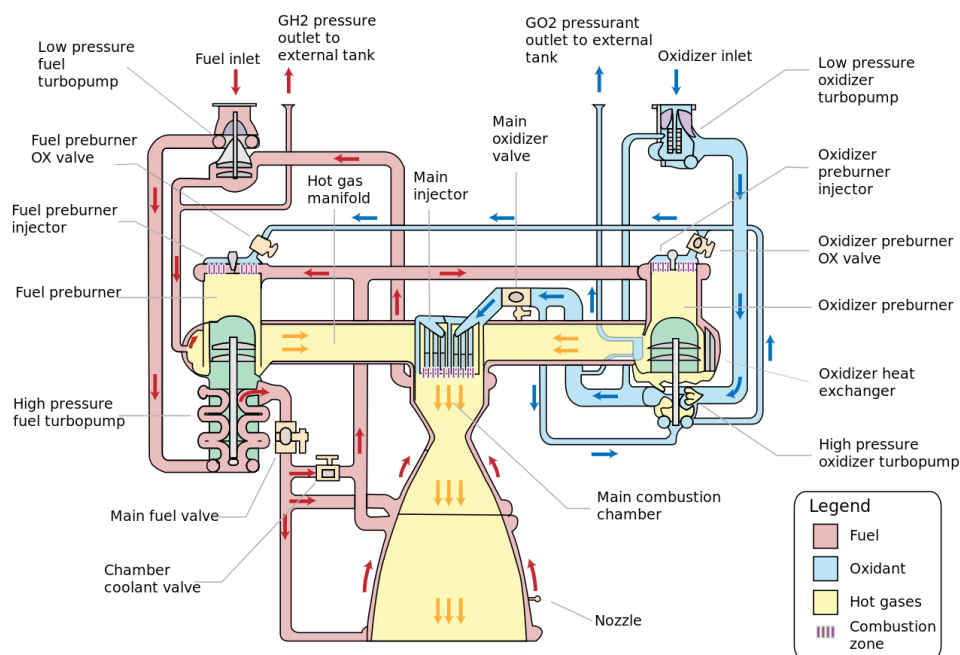 GH2 pressure
outlet to
external tank
GO2 pressurant
outlet to external
tank
Low pressure
fuel
turbopump
Fuel inlet
Oxidizer inlet
Low pressure
oxidizer
turbopump
Main
oxidizer
valve
Fuel preburner
OX valve
Hot gas
manifold
Main
injector
Oxidizer
preburner
injector
Fuel preburner
injector
Oxidizer preburner
OX valve
Fuel preburner
Oxidizer preburner
Oxidizer heat
exchanger
High pressure
fuel turbopump
High pressure
oxidizer turbopump
Main fuel valve
Main combustion
chamber
Chamber
coolant valve
Nozzle
Legend
Fuel
Oxidant
Hot gases
Combustion
zone